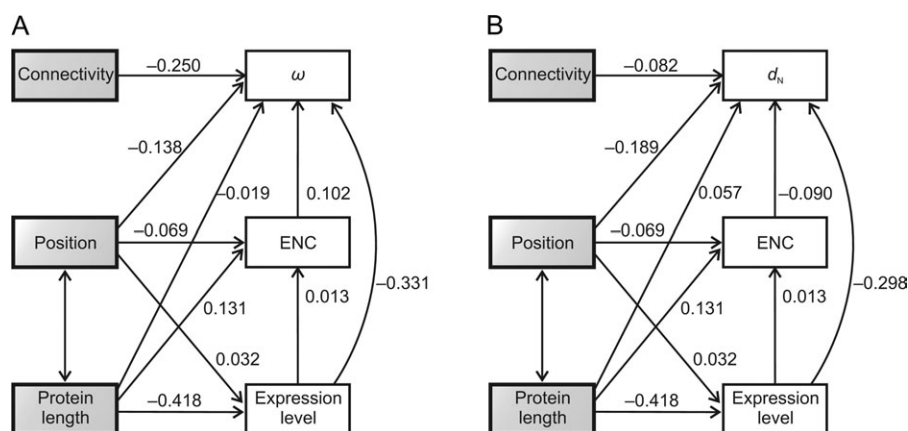 A
Connectivity
−0.250
ω
−0.138
−0.019
0.102
Position
−0.069
ENC
−0.331
0.131
0.013
0.032
Protein
length
−0.418
Expression
level
B
Connectivity
−0.082
dN
−0.189
0.057
−0.090
Position
−0.069
ENC
−0.298
0.131
0.013
0.032
Protein
length
−0.418
Expression
level